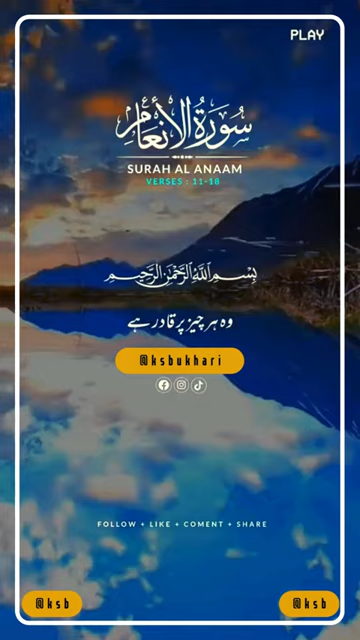 PLAY
سُورَةُ الأَنْعَام
SURAH AL ANAAM
VERSES : 11-18
بِسْمِ اللَّهِ الرَّحْمَٰنِ الرَّحِيمِ
وہ ہر چیز پر قادر ہے
@ksbukhari
FOLLOW + LIKE + COMENT + SHARE
@ksb
@ksb